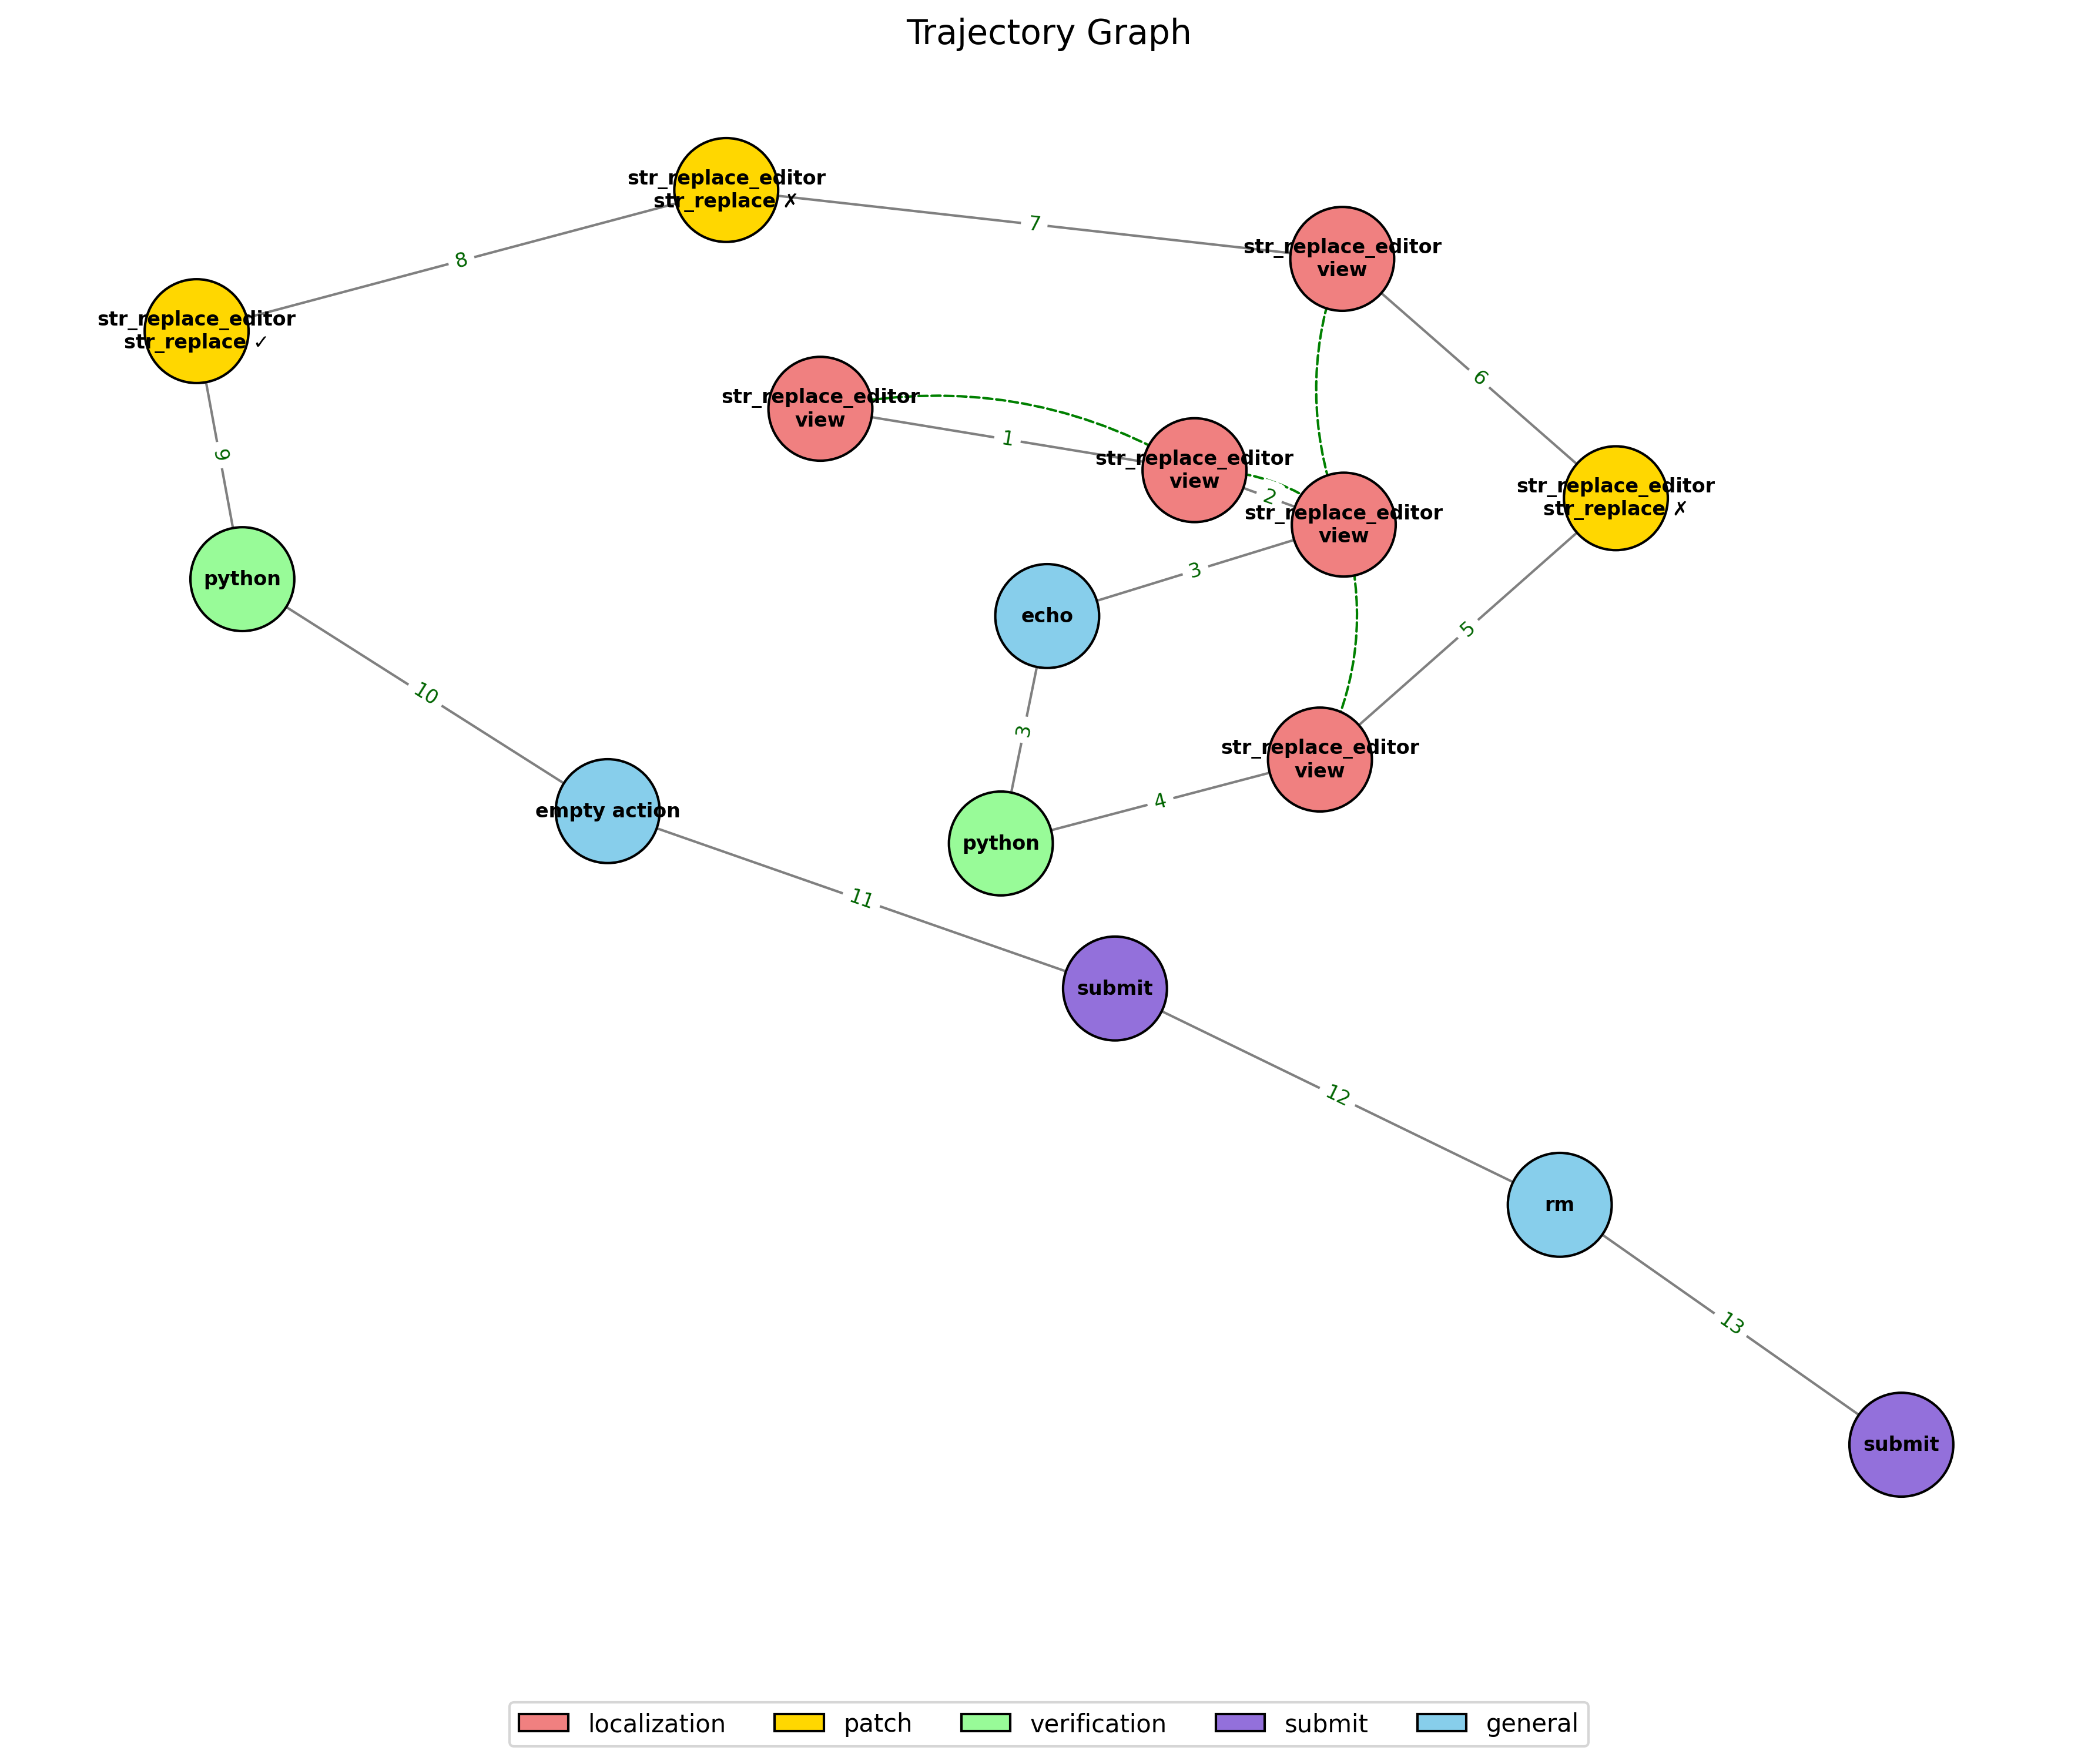 Trajectory Graph
str_replace_editor
str_replace ✗
7
str_replace_editor
view
8
str_replace_editor
str_replace ✓
6
str_replace_editor
view
1
9
str_replace_editor
view
2
str_replace_editor
view
str_replace_editor
str_replace ✗
3
python
echo
5
10
3
str_replace_editor
view
4
empty action
python
11
submit
12
rm
13
submit
localization
patch
verification
submit
general